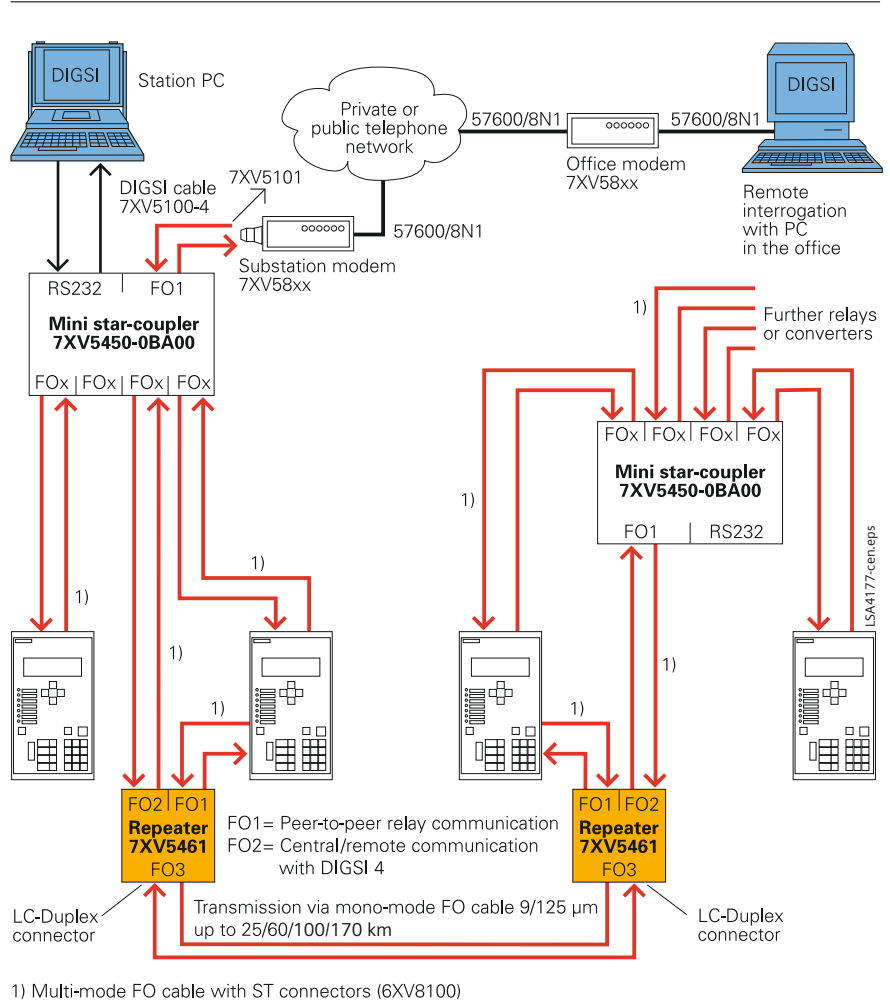 DIGSI
Station PC
Private or
public telephone
network
57600/8N1
57600/8N1
DIGSI
Office modem
7XV58xx
Remote
interrogation
with PC
in the office
DIGSI cable
7XV5100-4
7XV5101
57600/8N1
Substation modem
7XV58xx
RS232
FO1
Mini star-coupler
7XV5450-0BA00
FOx
FOx
FOx
FOx
1)
Further relays
or converters
FOx
FOx
FOx
FOx
Mini star-coupler
7XV5450-0BA00
FO1
RS232
1)
1)
1)
1)
1)
1)
LSA4177-cen.eps
FO2
FO1
Repeater
7XV5461
FO3
FO1= Peer-to-peer relay communication
FO2= Central/remote communication
with DIGSI 4
FO1
FO2
Repeater
7XV5461
FO3
LC-Duplex
connector
Transmission via mono-mode FO cable 9/125 µm
up to 25/60/100/170 km
LC-Duplex
connector
1) Multi-mode FO cable with ST connectors (6XV8100)